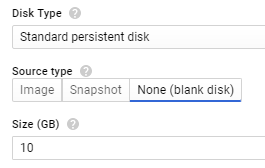 Disk Type
Standard persistent disk
Source type
Image Snapshot None (blank disk)
Size (GB)
10